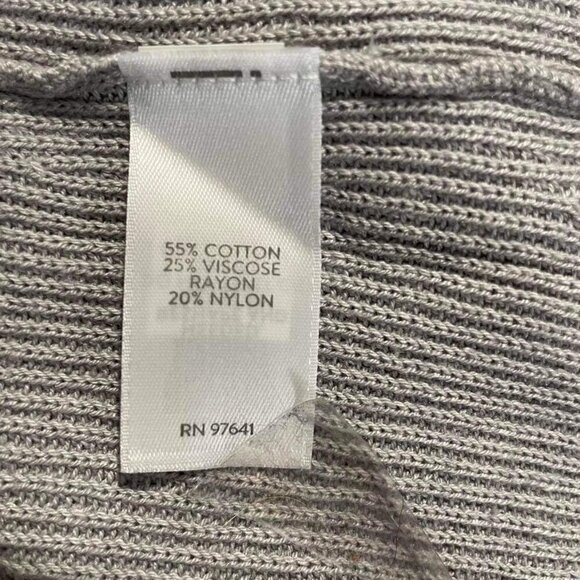 55% COTTON
25% VISCOSE
RAYON
20% NYLON
RN 97641